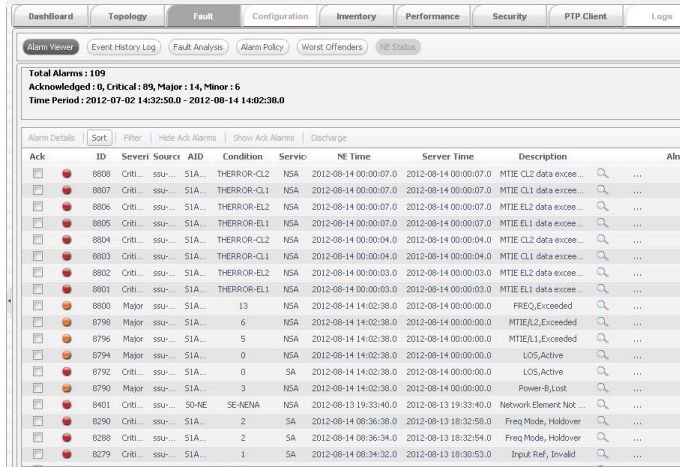 DashBoard Topology Fault Configuration Inventory Performance Security PTP Client Logs
Alarm Viewer Event History Log Fault Analysis Alarm Policy Worst Offenders NE Status
Total Alarms : 109
Acknowledged : 0, Critical : 89, Major : 14, Minor : 6
Time Period : 2012-07-02 14:32:50.0 - 2012-08-14 14:02:38.0
Alarm Details Sort Filter Hide Ack Alarms Show Ack Alarms Discharge
Ack ID Severi Source AID Condition Servic NE Time Server Time Description Aln
8808 Criti... ssu-... S1A... THERROR-CL2 NSA 2012-08-14 00:00:07.0 2012-08-14 00:00:07.0 MTIE CL2 data excee... ...
8807 Criti... ssu-... S1A... THERROR-CL1 NSA 2012-08-14 00:00:07.0 2012-08-14 00:00:07.0 MTIE CL1 data excee... ...
8806 Criti... ssu-... S1A... THERROR-EL2 NSA 2012-08-14 00:00:07.0 2012-08-14 00:00:07.0 MTIE EL2 data excee... ...
8805 Criti... ssu-... S1A... THERROR-EL1 NSA 2012-08-14 00:00:07.0 2012-08-14 00:00:07.0 MTIE EL1 data excee... ...
8804 Criti... ssu-... S1A... THERROR-CL2 NSA 2012-08-14 00:00:04.0 2012-08-14 00:00:04.0 MTIE CL2 data excee... ...
8803 Criti... ssu-... S1A... THERROR-CL1 NSA 2012-08-14 00:00:04.0 2012-08-14 00:00:04.0 MTIE CL1 data excee... ...
8802 Criti... ssu-... S1A... THERROR-EL2 NSA 2012-08-14 00:00:03.0 2012-08-14 00:00:03.0 MTIE EL2 data excee... ...
8801 Criti... ssu-... S1A... THERROR-EL1 NSA 2012-08-14 00:00:03.0 2012-08-14 00:00:03.0 MTIE EL1 data excee... ...
8800 Major ssu-... S1A... 13 NSA 2012-08-14 14:02:38.0 2012-08-14 00:00:00.0 FREQ,Exceeded ...
8798 Major ssu-... S1A... 6 NSA 2012-08-14 14:02:38.0 2012-08-14 00:00:00.0 MTIE/L2,Exceeded ...
8796 Major ssu-... S1A... 5 NSA 2012-08-14 14:02:38.0 2012-08-14 00:00:00.0 MTIE/L1,Exceeded ...
8794 Major ssu-... S1A... 0 NSA 2012-08-14 14:02:38.0 2012-08-14 00:00:00.0 LOS,Active ...
8792 Criti... ssu-... S1A... 0 SA 2012-08-14 14:02:38.0 2012-08-14 00:00:00.0 LOS,Active ...
8790 Major ssu-... S1A... 3 NSA 2012-08-14 14:02:38.0 2012-08-14 00:00:00.0 Power-B,Lost ...
8401 Criti... ssu-... S0-NE SE-NENA NSA 2012-08-13 19:33:40.0 2012-08-13 19:33:40.0 Network Element Not ... ...
8290 Criti... ssu-... S1A... 2 SA 2012-08-14 08:36:38.0 2012-08-13 18:32:58.0 Freq Mode, Holdover ...
8288 Criti... ssu-... S1A... 2 SA 2012-08-14 08:36:34.0 2012-08-13 18:32:54.0 Freq Mode, Holdover ...
8279 Criti... ssu-... S1A... 1 SA 2012-08-14 08:34:32.0 2012-08-13 18:30:53.0 Input Ref, Invalid ...